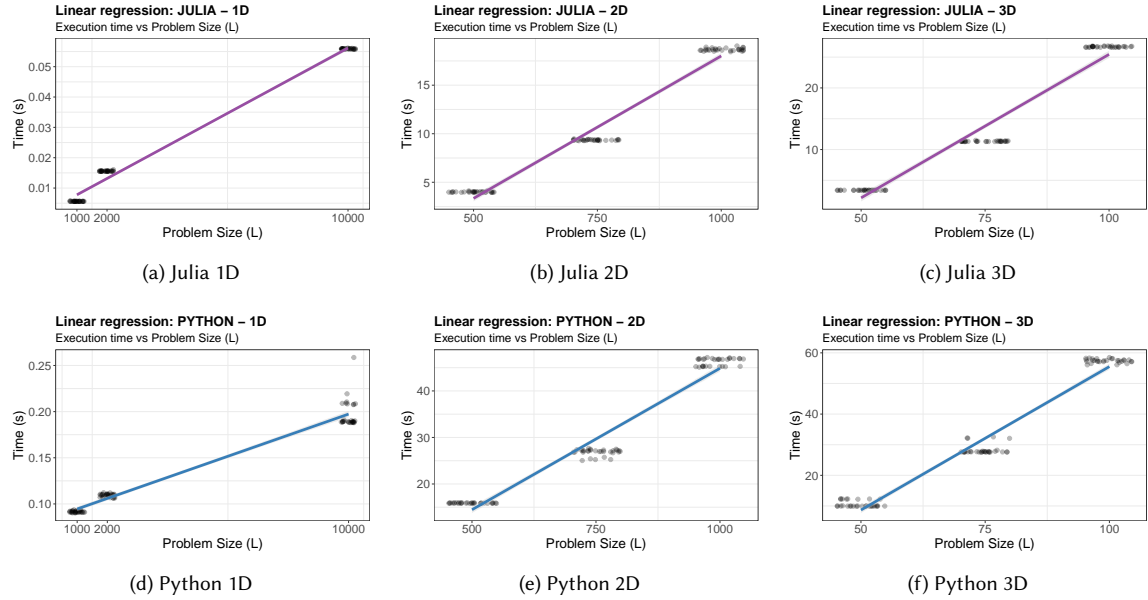 Linear regression: JULIA – 1D
Execution time vs Problem Size (L)
0.05
0.04
0.03
0.02
0.01
Time (s)
1000 2000 10000
Problem Size (L)
(a) Julia 1D
Linear regression: JULIA – 2D
Execution time vs Problem Size (L)
15
10
5
Time (s)
500 750 1000
Problem Size (L)
(b) Julia 2D
Linear regression: JULIA – 3D
Execution time vs Problem Size (L)
20
10
Time (s)
50 75 100
Problem Size (L)
(c) Julia 3D
Linear regression: PYTHON – 1D
Execution time vs Problem Size (L)
0.25
0.20
0.15
0.10
Time (s)
1000 2000 10000
Problem Size (L)
(d) Python 1D
Linear regression: PYTHON – 2D
Execution time vs Problem Size (L)
40
30
20
Time (s)
500 750 1000
Problem Size (L)
(e) Python 2D
Linear regression: PYTHON – 3D
Execution time vs Problem Size (L)
60
40
20
Time (s)
50 75 100
Problem Size (L)
(f) Python 3D